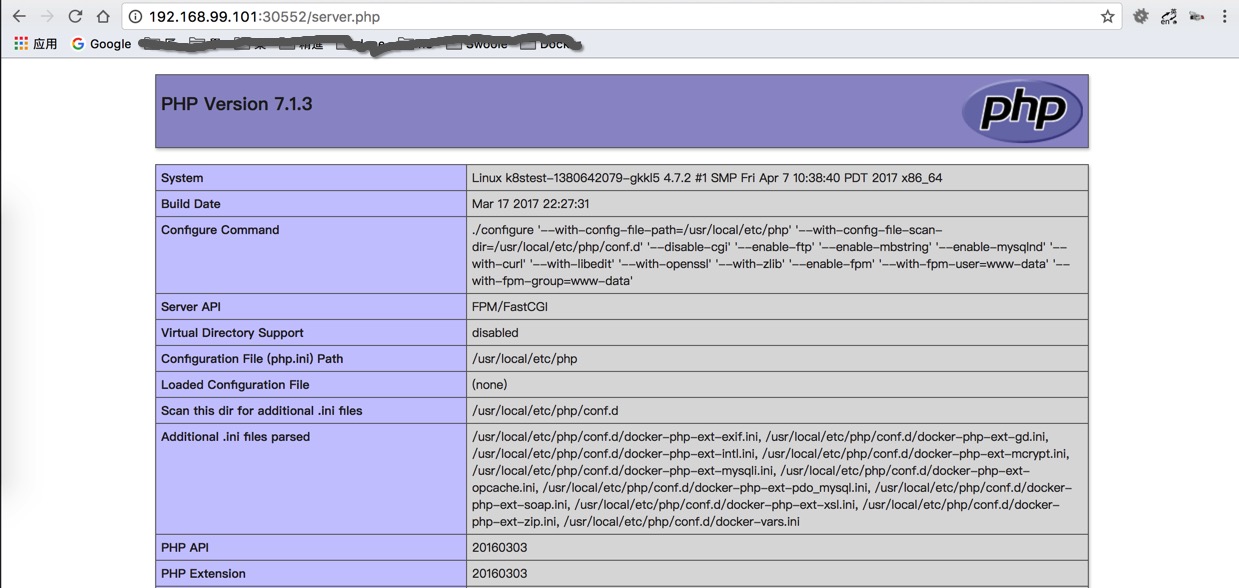 192.168.99.101:30552/server.php
应用 Google
PHP Version 7.1.3
php
System Linux k8stest-1380642079-gkkl5 4.7.2 #1 SMP Fri Apr 7 10:38:40 PDT 2017 x86_64
Build Date Mar 17 2017 22:27:31
Configure Command ./configure '--with-config-file-path=/usr/local/etc/php' '--with-config-file-scan-
dir=/usr/local/etc/php/conf.d' '--disable-cgi' '--enable-ftp' '--enable-mbstring' '--enable-mysqlnd' '--
with-curl' '--with-libedit' '--with-openssl' '--with-zlib' '--enable-fpm' '--with-fpm-user=www-data' '--
with-fpm-group=www-data'
Server API FPM/FastCGI
Virtual Directory Support disabled
Configuration File (php.ini) Path /usr/local/etc/php
Loaded Configuration File (none)
Scan this dir for additional .ini files /usr/local/etc/php/conf.d
Additional .ini files parsed /usr/local/etc/php/conf.d/docker-php-ext-exif.ini, /usr/local/etc/php/conf.d/docker-php-ext-gd.ini,
/usr/local/etc/php/conf.d/docker-php-ext-intl.ini, /usr/local/etc/php/conf.d/docker-php-ext-mcrypt.ini,
/usr/local/etc/php/conf.d/docker-php-ext-mysqli.ini, /usr/local/etc/php/conf.d/docker-php-ext-
opcache.ini, /usr/local/etc/php/conf.d/docker-php-ext-pdo_mysql.ini, /usr/local/etc/php/conf.d/docker-
php-ext-soap.ini, /usr/local/etc/php/conf.d/docker-php-ext-xsl.ini, /usr/local/etc/php/conf.d/docker-
php-ext-zip.ini, /usr/local/etc/php/conf.d/docker-vars.ini
PHP API 20160303
PHP Extension 20160303